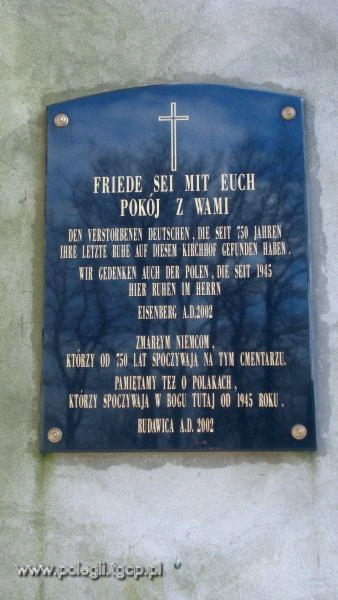 FRIEDE SEI MIT EUCH
POKÓJ Z WAMI
DEN VERSTORBENEN DEUTSCHEN, DIE SEIT 750 JAHREN
IHRE LETZTE RUHE AUF DIESEM KIRCHHOF GEFUNDEN HABEN.
WIR GEDENKEN AUCH DER POLEN, DIE SEIT 1945
HIER RUHEN IM HERRN
EISENBERG A.D.2002
ZMARŁYM NIEMCOM,
KTÓRZY OD 750 LAT SPOCZYWAJĄ NA TYM CMENTARZU.
PAMIĘTAMY TEŻ O POLAKACH,
KTÓRZY SPOCZYWAJĄ W BOGU TUTAJ OD 1945 ROKU.
RUDAWICA A.D. 2002
www.polegli.tgcp.pl